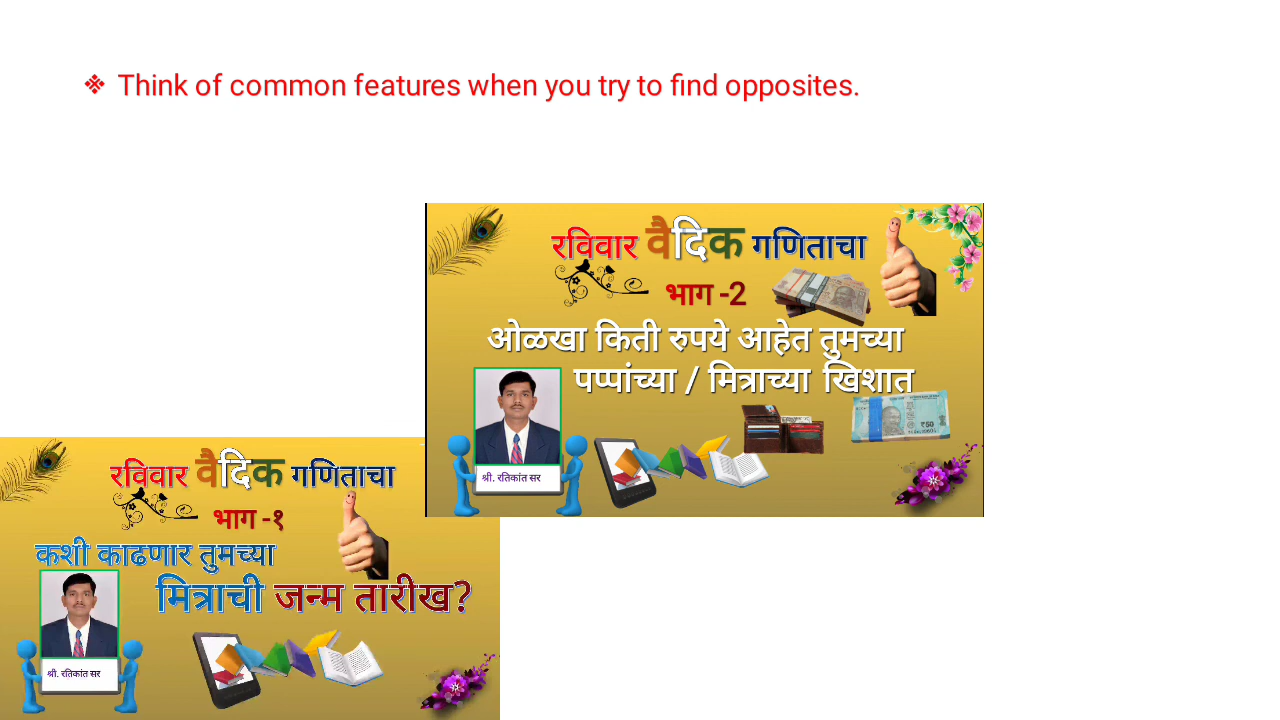 ❖ Think of common features when you try to find opposites.
रविवार वैदिक गणिताचा
भाग -2
ओळखा किती रुपये आहेत तुमच्या
पप्पांच्या / मित्राच्या खिशात
₹50
श्री. रतिकांत सर
रविवार वैदिक गणिताचा
भाग -१
कशी काढणार तुमच्या
मित्राची जन्म तारीख?
श्री. रतिकांत सर